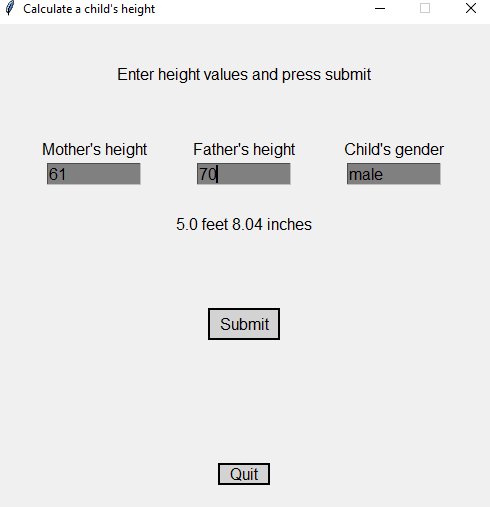 Calculate a child's height
Enter height values and press submit
Mother's height Father's height Child's gender
61 70 male
5.0 feet 8.04 inches
Submit
Quit